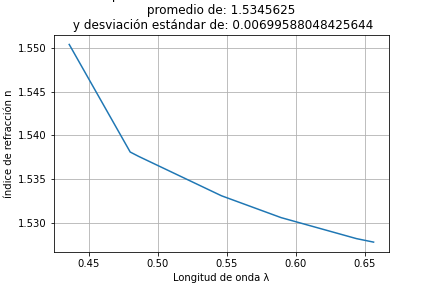 promedio de: 1.5345625
y desviación estándar de: 0.00699588048425644
índice de refracción n
1.550
1.545
1.540
1.535
1.530
0.45
0.50
0.55
0.60
0.65
Longitud de onda λ